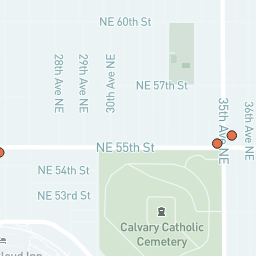 NE 60th St
28th Ave NE
29th Ave NE
30th Ave NE
NE 57th St
35th Ave NE
36th Ave NE
NE 55th St
NE 54th St
NE 53rd St
Calvary Catholic
Cemetery
Inn